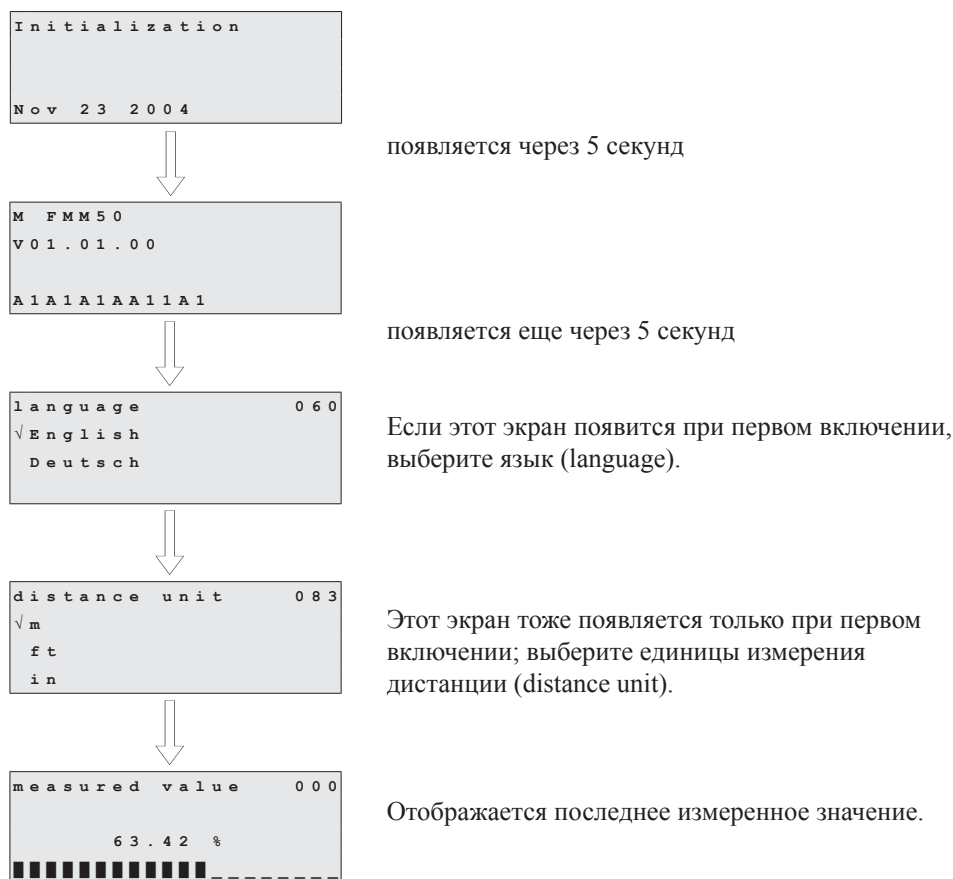 Initialization
Nov 23 2004
появляется через 5 секунд
M FMM50
V01.01.00
A1A1A1AA11A1
появляется еще через 5 секунд
language 060
√English
Deutsch
Если этот экран появится при первом включении,
выберите язык (language).
distance unit 083
√m
ft
in
Этот экран тоже появляется только при первом
включении; выберите единицы измерения
дистанции (distance unit).
measured value 000
63.42 %
Отображается последнее измеренное значение.